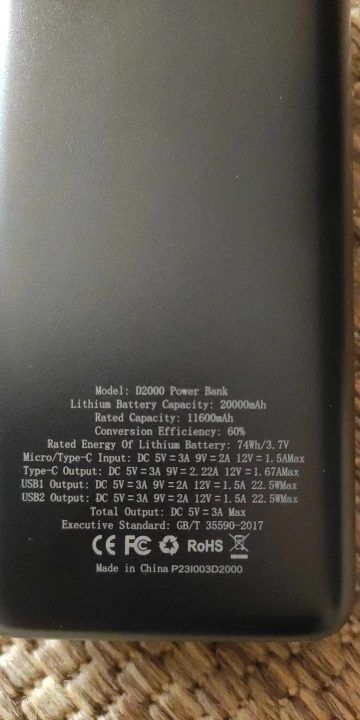 Model: D2000 Power Bank
Lithium Battery Capacity: 20000mAh
Rated Capacity: 11600mAh
Conversion Efficiency: 60%
Rated Energy Of Lithium Battery: 74Wh/3.7V
Micro/Type-C Input: DC 5V=3A 9V=2A 12V=1.5AMax
Type-C Output: DC 5V=3A 9V=2.22A 12V=1.67AMax
USB1 Output: DC 5V=3A 9V=2A 12V=1.5A 22.5WMax
USB2 Output: DC 5V=3A 9V=2A 12V=1.5A 22.5WMax
Total Output: DC 5V=3A Max
Executive Standard: GB/T 35590-2017
CE FC RoHS
Made in China P23I003D2000